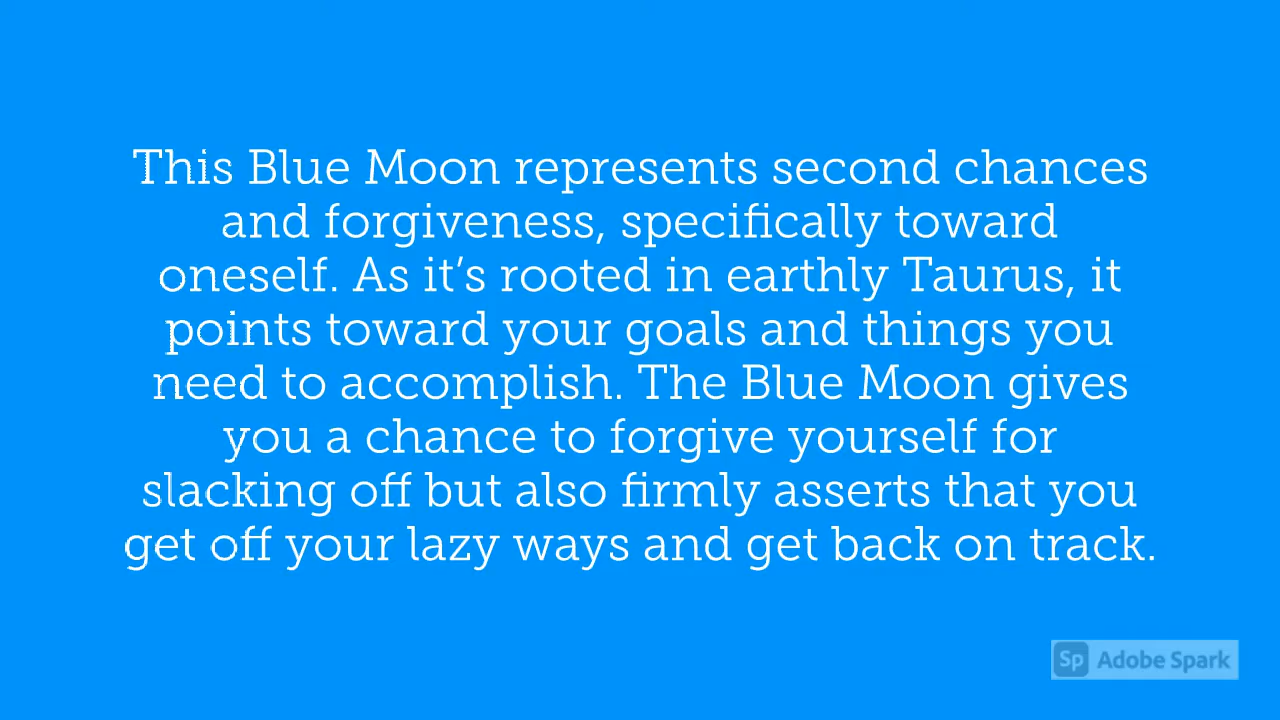 This Blue Moon represents second chances
and forgiveness, specifically toward
oneself. As it’s rooted in earthly Taurus, it
points toward your goals and things you
need to accomplish. The Blue Moon gives
you a chance to forgive yourself for
slacking off but also firmly asserts that you
get off your lazy ways and get back on track.
Sp Adobe Spark